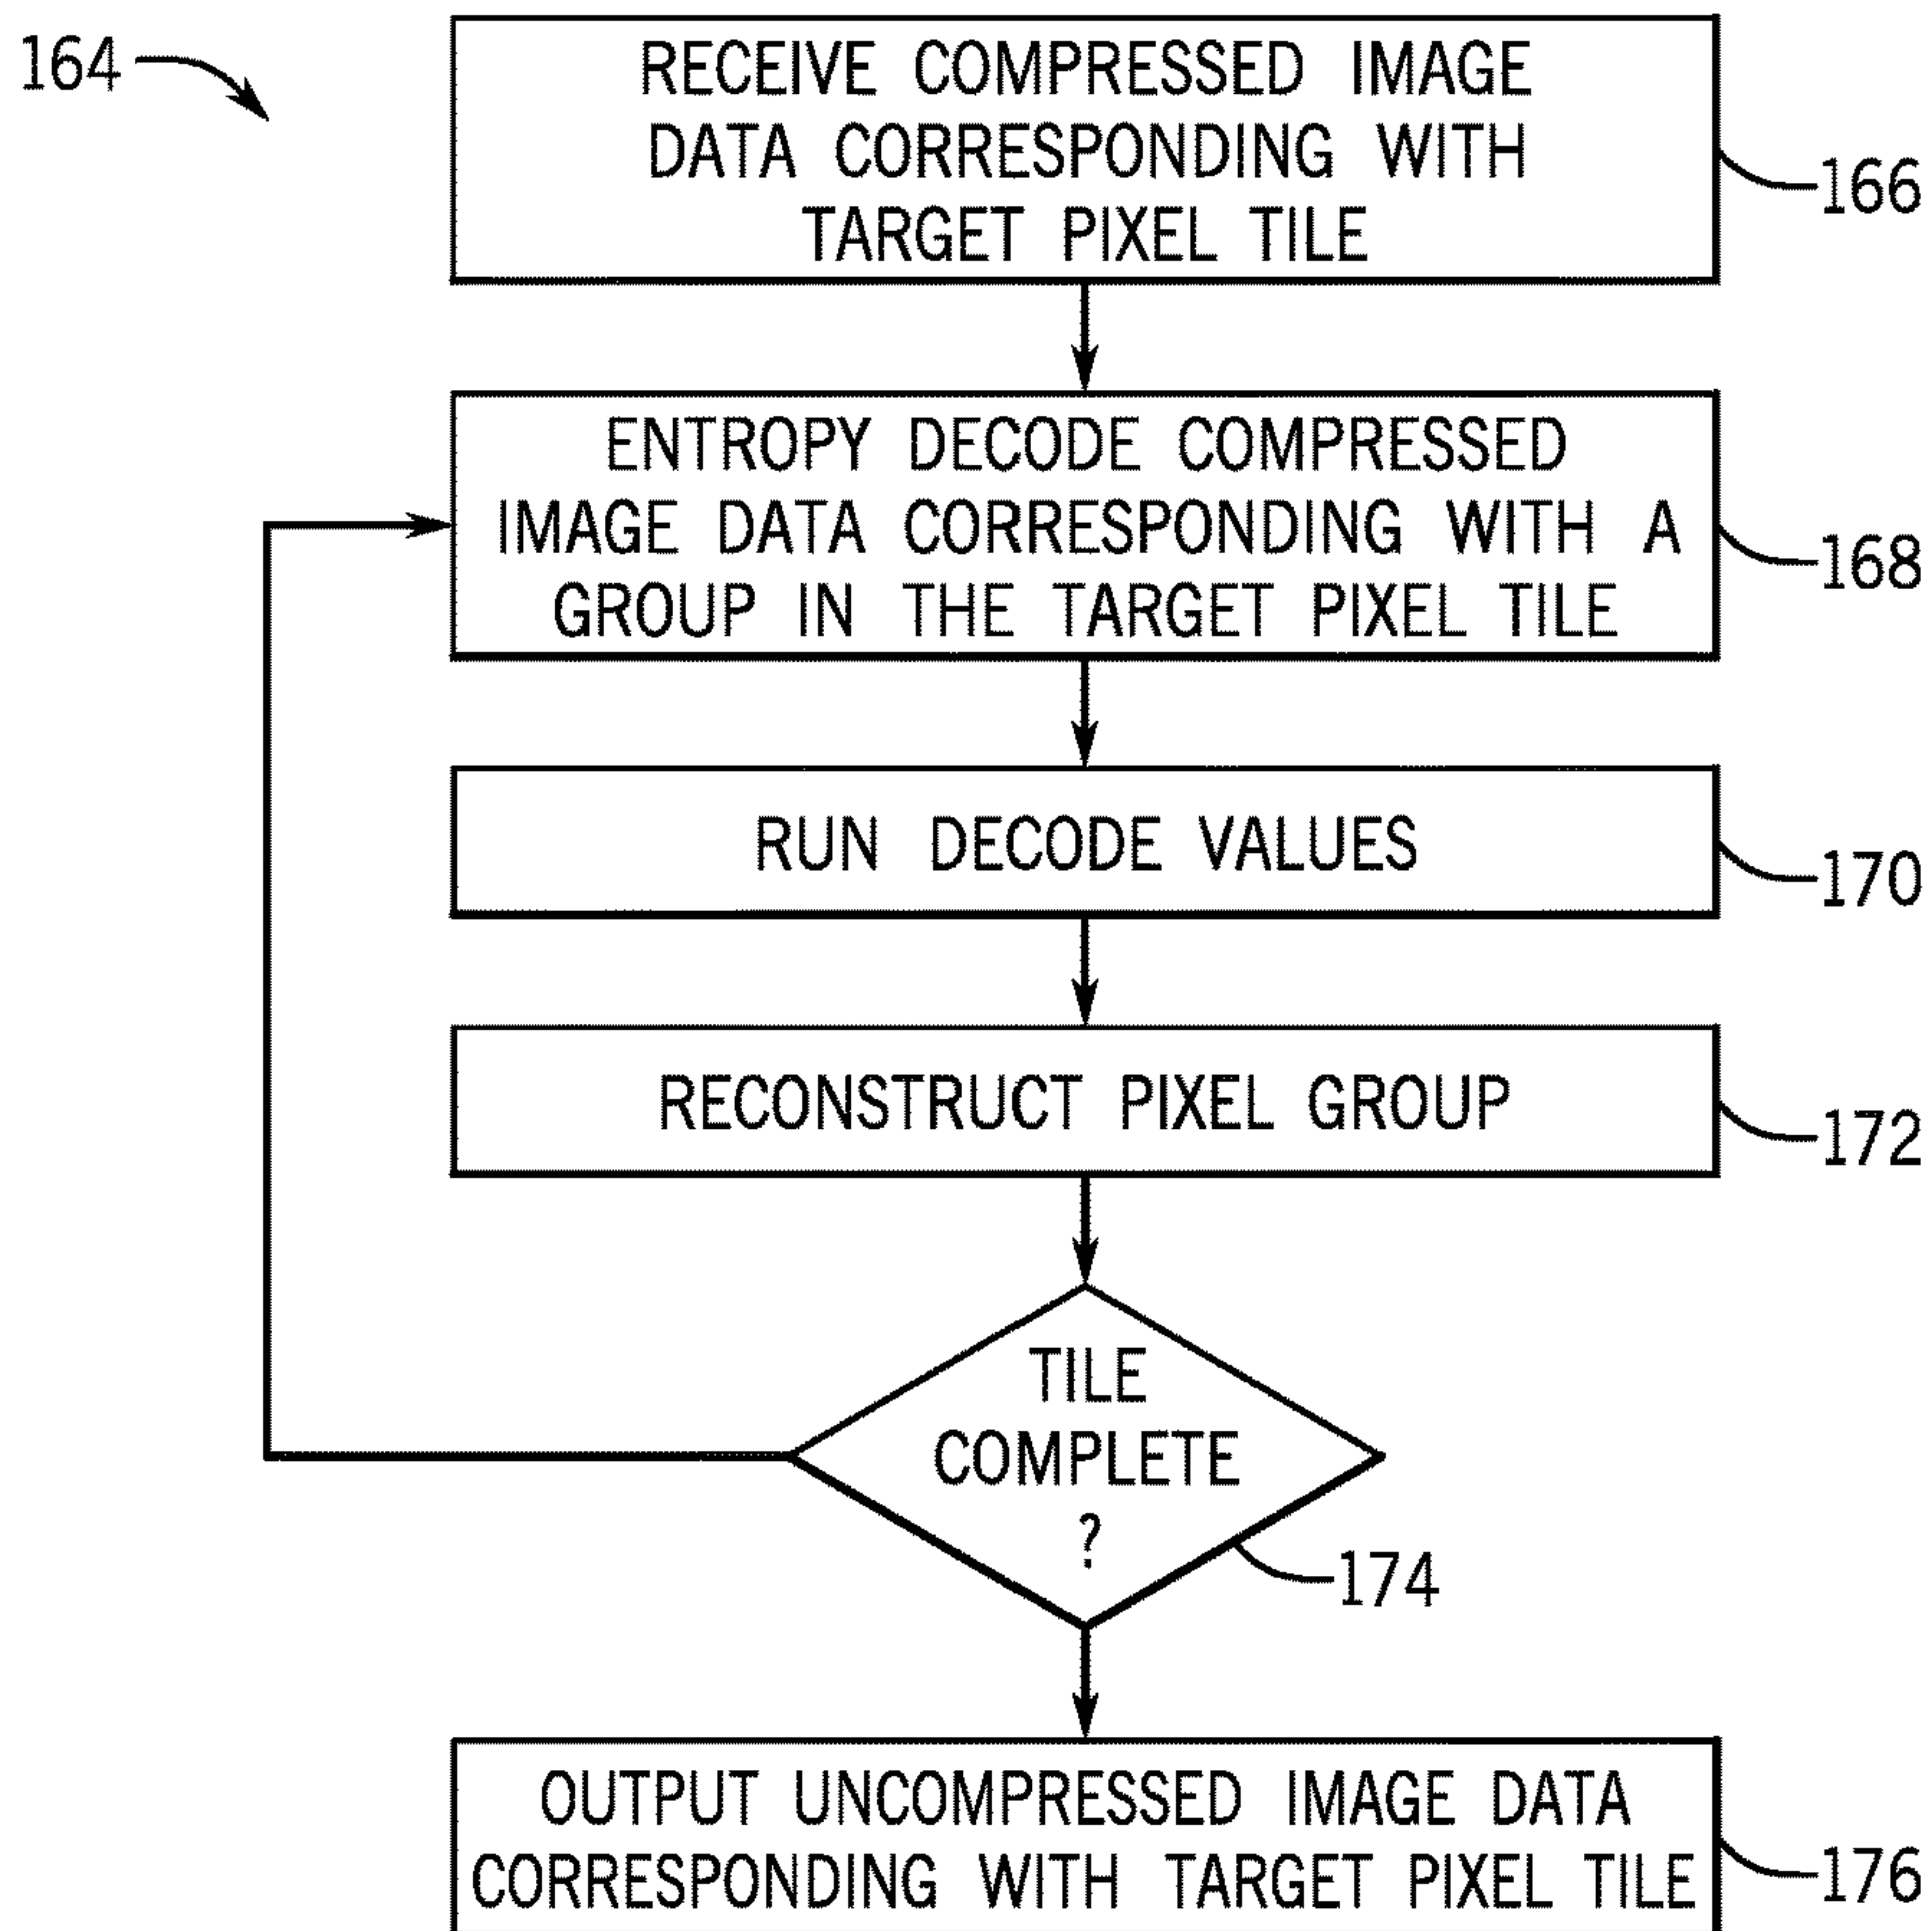 164
RECEIVE COMPRESSED IMAGE
DATA CORRESPONDING WITH
TARGET PIXEL TILE
166
ENTROPY DECODE COMPRESSED
IMAGE DATA CORRESPONDING WITH A
GROUP IN THE TARGET PIXEL TILE
168
RUN DECODE VALUES
170
RECONSTRUCT PIXEL GROUP
172
TILE
COMPLETE
?
174
OUTPUT UNCOMPRESSED IMAGE DATA
CORRESPONDING WITH TARGET PIXEL TILE
176